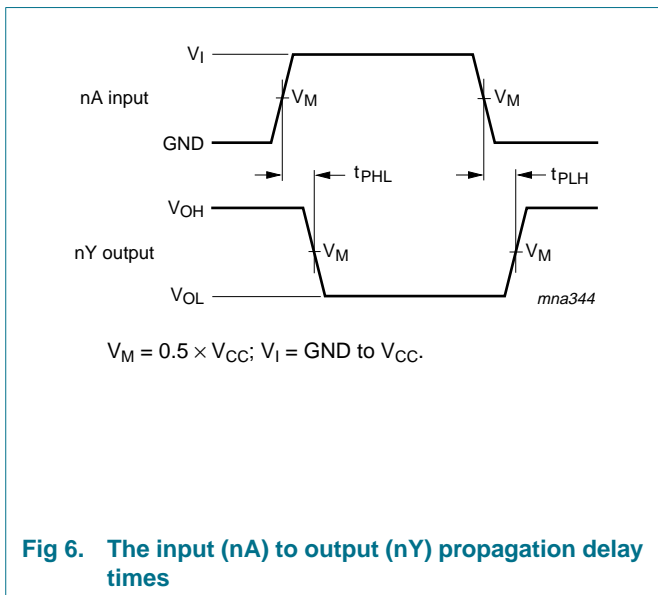 V_I
nA input
V_M
V_M
GND
t_PHL
t_PLH
V_OH
nY output
V_M
V_M
V_OL
mna344
V_M = 0.5 × V_CC; V_I = GND to V_CC.
Fig 6. The input (nA) to output (nY) propagation delay
times